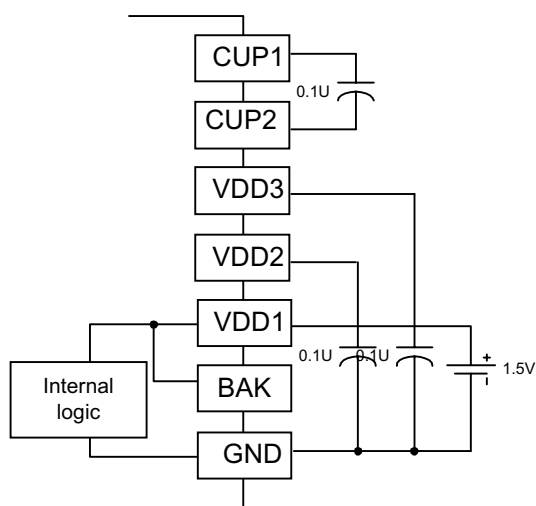 CUP1
0.1U
CUP2
VDD3
VDD2
VDD1
0.1U
0.1U
+
1.5V
Internal
logic
BAK
GND